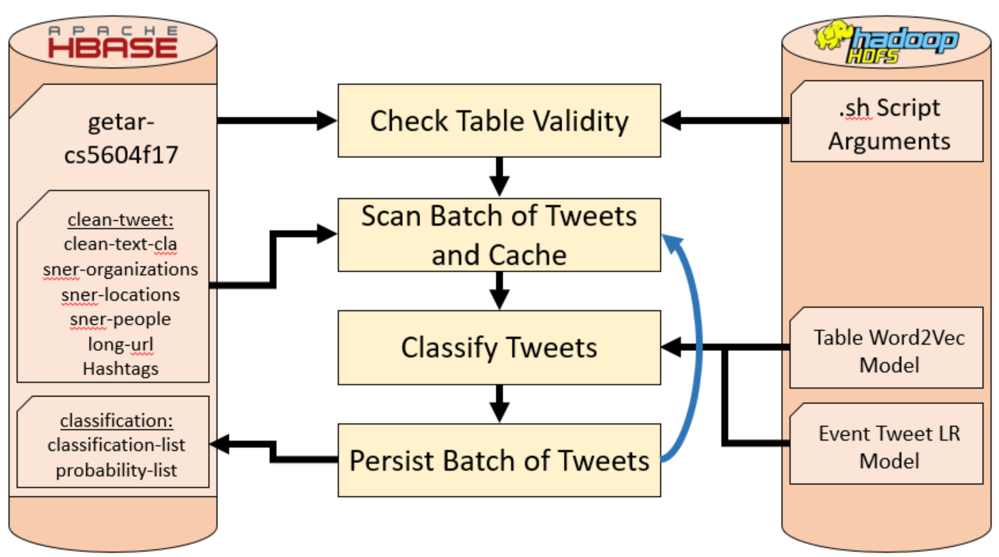 APACHE
HBASE
getar-
cs5604f17
clean-tweet:
clean-text-cla
sner-organizations
sner-locations
sner-people
long-url
Hashtags
classification:
classification-list
probability-list
Check Table Validity
Scan Batch of Tweets
and Cache
Classify Tweets
Persist Batch of Tweets
hadoop
HDFS
.sh Script
Arguments
Table Word2Vec
Model
Event Tweet LR
Model